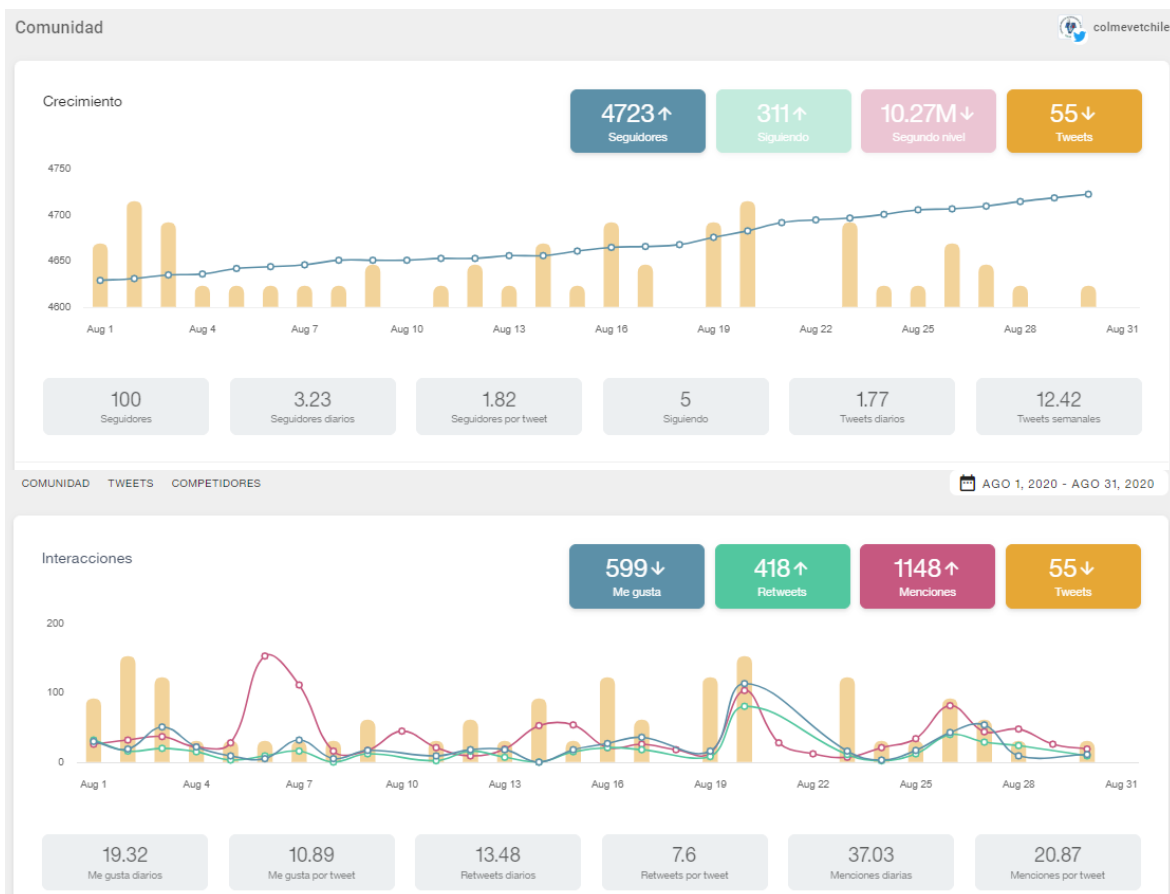 Comunidad
colmevetchile
Crecimiento
4723↑
Seguidores
311↑
Siguiendo
10.27M↓
Segundo nivel
55↓
Tweets
4750
4700
4650
4600
Aug 1 Aug 4 Aug 7 Aug 10 Aug 13 Aug 16 Aug 19 Aug 22 Aug 25 Aug 28 Aug 31
100
Seguidores
3.23
Seguidores diarios
1.82
Seguidores por tweet
5
Siguiendo
1.77
Tweets diarios
12.42
Tweets semanales
COMUNIDAD TWEETS COMPETIDORES
AGO 1, 2020 - AGO 31, 2020
Interacciones
599↓
Me gusta
418↑
Retweets
1148↑
Menciones
55↓
Tweets
200
100
0
Aug 1 Aug 4 Aug 7 Aug 10 Aug 13 Aug 16 Aug 19 Aug 22 Aug 25 Aug 28 Aug 31
19.32
Me gusta diarios
10.89
Me gusta por tweet
13.48
Retweets diarios
7.6
Retweets por tweet
37.03
Menciones diarias
20.87
Menciones por tweet